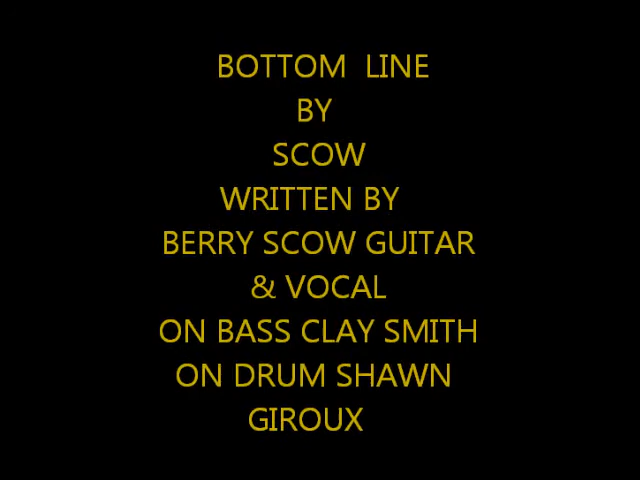 BOTTOM LINE
BY
SCOW
WRITTEN BY
BERRY SCOW GUITAR
& VOCAL
ON BASS CLAY SMITH
ON DRUM SHAWN
GIROUX